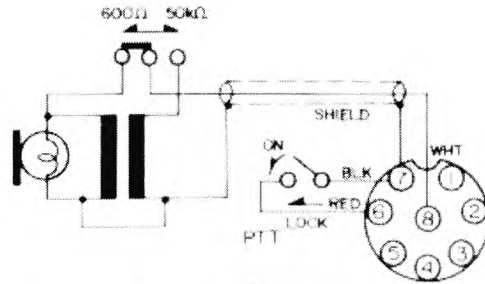 600Ω 50kΩ
SHIELD
ON
WHT
BLK
7 1
RED
6 8 2
LOCK
PTT
5 3
4